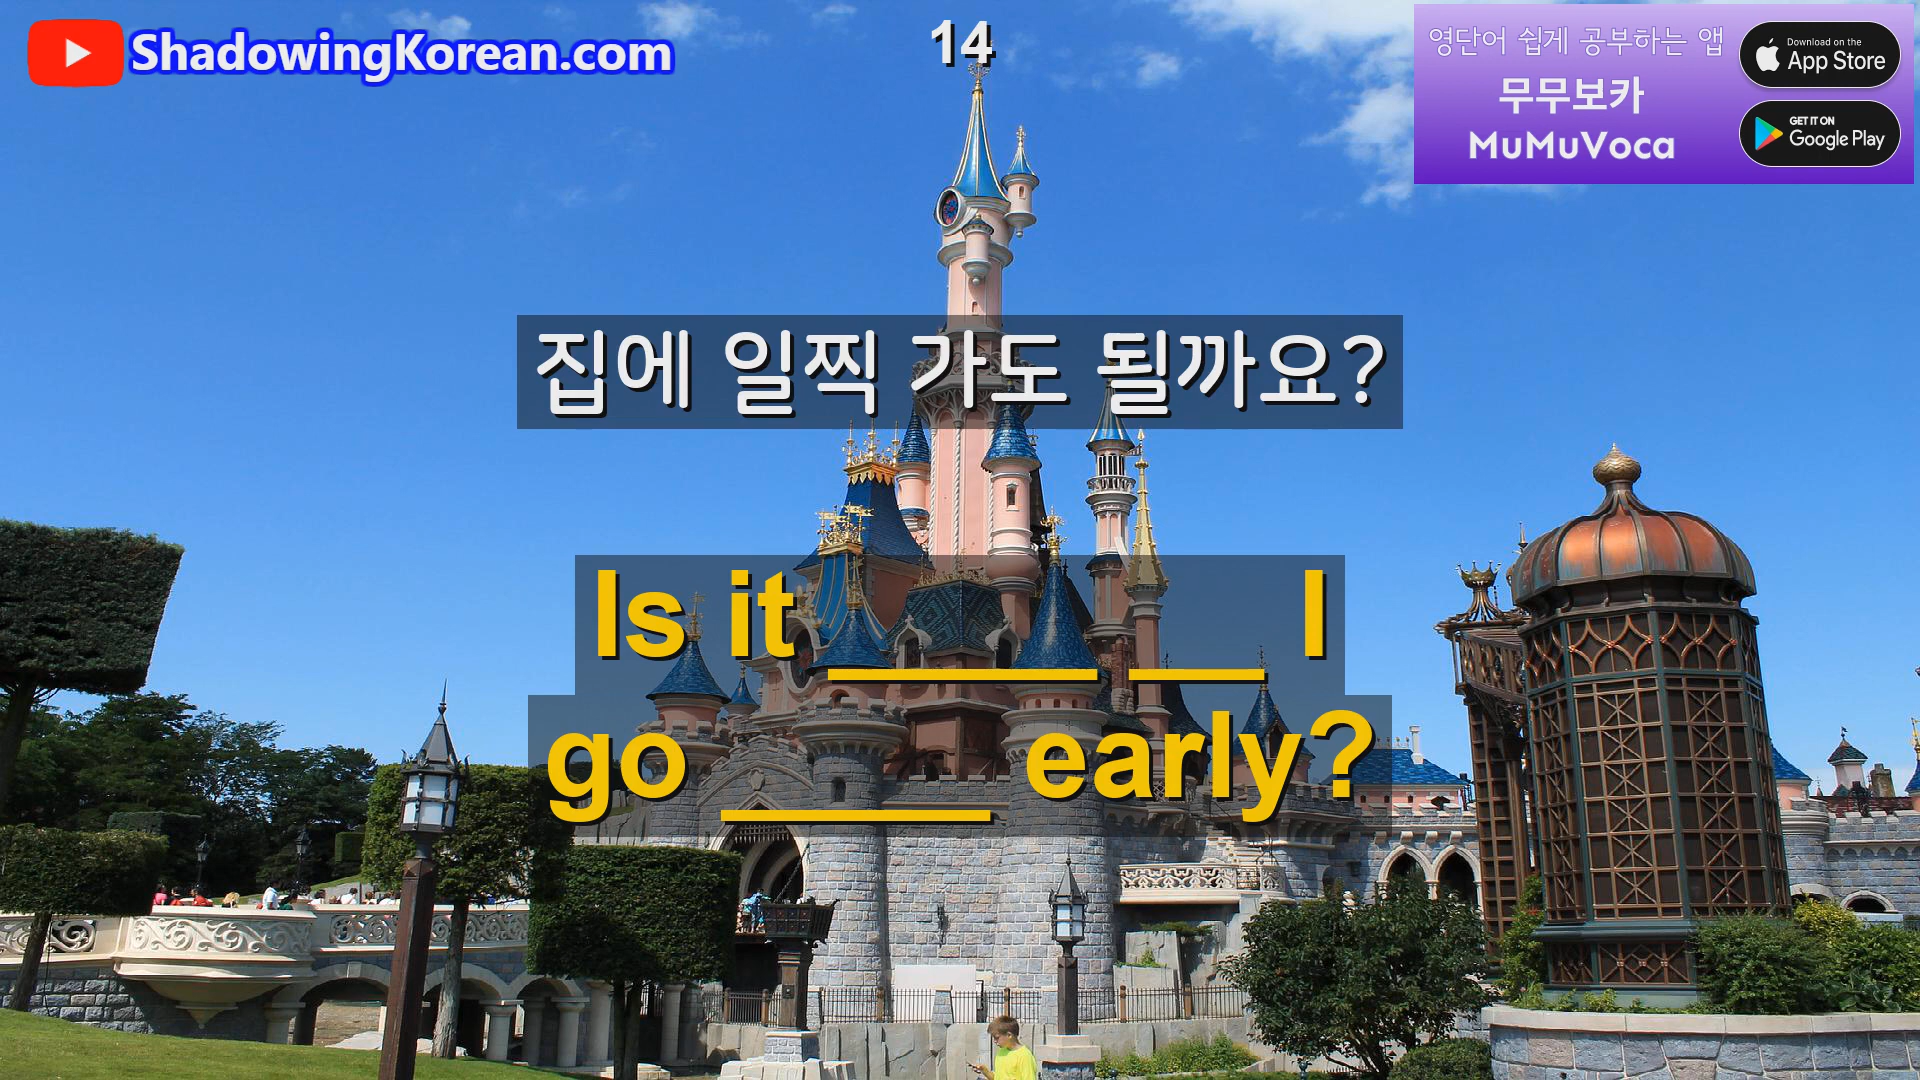 ShadowingKorean.com
14
영단어 쉽게 공부하는 앱
무무보카
MuMuVoca
Download on the
App Store
GET IT ON
Google Play
집에 일찍 가도 될까요?
Is it ____ __ I
go ____ early?